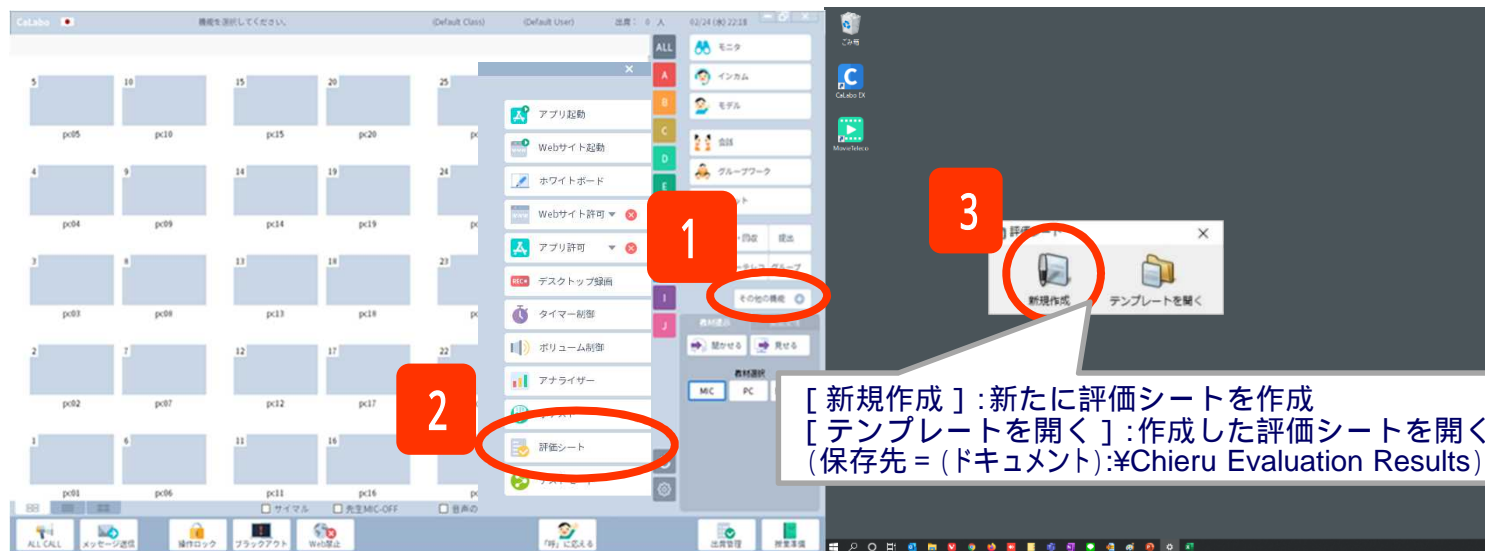 CaLabo
機能を選択してください。
(Default Class)
(Default User)
出席: 0 人
02/24 (水) 22:18
ALL
A
B
C
D
E
I
J
5
10
15
20
25
pc05
pc10
pc15
pc20
4
9
14
19
24
pc04
pc09
pc14
pc19
3
8
13
18
23
pc03
pc08
pc13
pc18
2
7
12
17
22
pc02
pc07
pc12
pc17
1
6
11
16
pc01
pc06
pc11
pc16
アプリ起動
Webサイト起動
ホワイトボード
Webサイト許可
アプリ許可
REC
デスクトップ録画
タイマー制御
ボリューム制御
アナライザー
評価シート
モニタ
インカム
モデル
会話
グループワーク
回収
提出
その他の機能
聞かせる
見せる
教材選択
MIC
PC
サイマル
先生MIC-OFF
ALL CALL
メッセージ送信
操作ロック
ブラックアウト
Web禁止
「呼」に応える
出席管理
授業準備
1
2
3
ごみ箱
CaLabo EX
MovieTeleco
新規作成
テンプレートを開く
[ 新規作成 ] :新たに評価シートを作成
[ テンプレートを開く ] :作成した評価シートを開く
(保存先 = (ドキュメント):¥Chieru Evaluation Results)